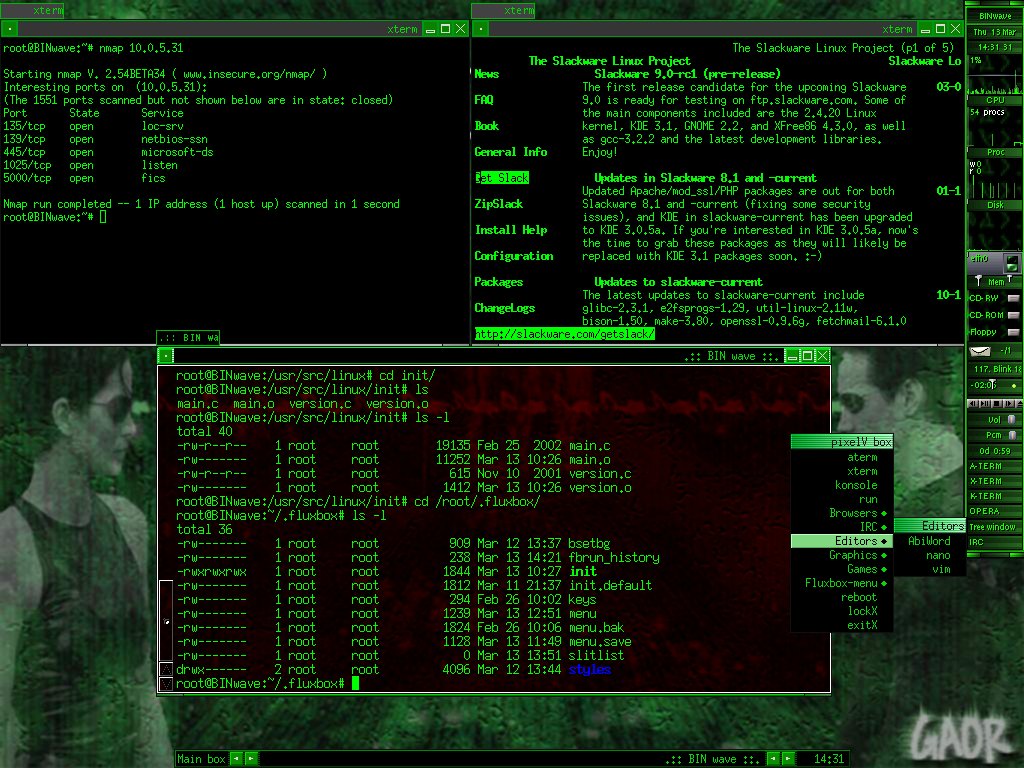 xterm
xterm
root@BINwave:~# nmap 10.0.5.31
Starting nmap V. 2.54BETA34 ( www.insecure.org/nmap/ )
Interesting ports on  (10.0.5.31):
(The 1551 ports scanned but not shown below are in state: closed)
Port       State       Service
135/tcp    open        loc-srv
139/tcp    open        netbios-ssn
445/tcp    open        microsoft-ds
1025/tcp   open        listen
5000/tcp   open        fics
Nmap run completed -- 1 IP address (1 host up) scanned in 1 second
root@BINwave:~#
xterm
xterm
The Slackware Linux Project (p1 of 5)
The Slackware Linux Project
Slackware Lo
News
FAQ
Book
General Info
Get Slack
ZipSlack
Install Help
Configuration
Packages
ChangeLogs
Slackware 9.0-rc1 (pre-release)
The first release candidate for the upcoming Slackware 03-0
9.0 is ready for testing on ftp.slackware.com. Some of
the main components included are the 2.4.20 Linux
kernel, KDE 3.1, GNOME 2.2, and XFree86 4.3.0, as well
as gcc-3.2.2 and the latest development libraries.
Enjoy!
Updates in Slackware 8.1 and -current
Updated Apache/mod_ssl/PHP packages are out for both 01-1
Slackware 8.1 and -current (fixing some security
issues), and KDE in slackware-current has been upgraded
to KDE 3.0.5a. If you're interested in KDE 3.0.5a, now's
the time to grab these packages as they will likely be
replaced with KDE 3.1 packages soon. :-)
Updates to slackware-current
The latest updates to slackware-current include 10-1
glibc-2.3.1, e2fsprogs-1.29, util-linux-2.11w,
bison-1.50, make-3.80, openssl-0.9.6g, fetchmail-6.1.0
http://slackware.com/getslack/
BINwave
Thu 13 Mar
14:31 31
1%
CPU
54 procs
Proc
w 0
r 0
Disk
eth0
Mem
CD-RW
CD-ROM
Floppy
-/1
117. Blink 18
-02:06
Vol
Pcm
0d 0:59
A-TERM
X-TERM
K-TERM
OPERA
Tree window
IRC
.:: BIN wa
.:: BIN wave ::.
root@BINwave:/usr/src/linux# cd init/
root@BINwave:/usr/src/linux/init# ls
main.c  main.o  version.c  version.o
root@BINwave:/usr/src/linux/init# ls -l
total 40
-rw-r--r--    1 root     root        19135 Feb 25  2002 main.c
-rw-------    1 root     root        11252 Mar 13 10:26 main.o
-rw-r--r--    1 root     root          615 Nov 10  2001 version.c
-rw-------    1 root     root         1412 Mar 13 10:26 version.o
root@BINwave:/usr/src/linux/init# cd /root/.fluxbox/
root@BINwave:~/.fluxbox# ls -l
total 36
-rw-------    1 root     root          909 Mar 12 13:37 bsetbg
-rw-------    1 root     root          238 Mar 13 14:21 fbrun_history
-rwxrwxrwx    1 root     root         1844 Mar 13 10:27 init
-rw-------    1 root     root         1812 Mar 11 21:37 init.default
-rw-------    1 root     root          294 Feb 26 10:02 keys
-rw-------    1 root     root         1239 Mar 13 12:51 menu
-rw-------    1 root     root         1824 Feb 26 10:06 menu.bak
-rw-------    1 root     root         1128 Mar 13 11:49 menu.save
-rw-------    1 root     root            0 Mar 13 13:51 slitlist
drwx------    2 root     root         4096 Mar 12 13:44 styles
root@BINwave:~/.fluxbox#
pixelV box
aterm
xterm
konsole
run
Browsers
IRC
Editors
Graphics
Games
Fluxbox-menu
reboot
lockX
exitX
Editors
AbiWord
nano
vim
GAOR
Main box
.:: BIN wave ::.
14:31